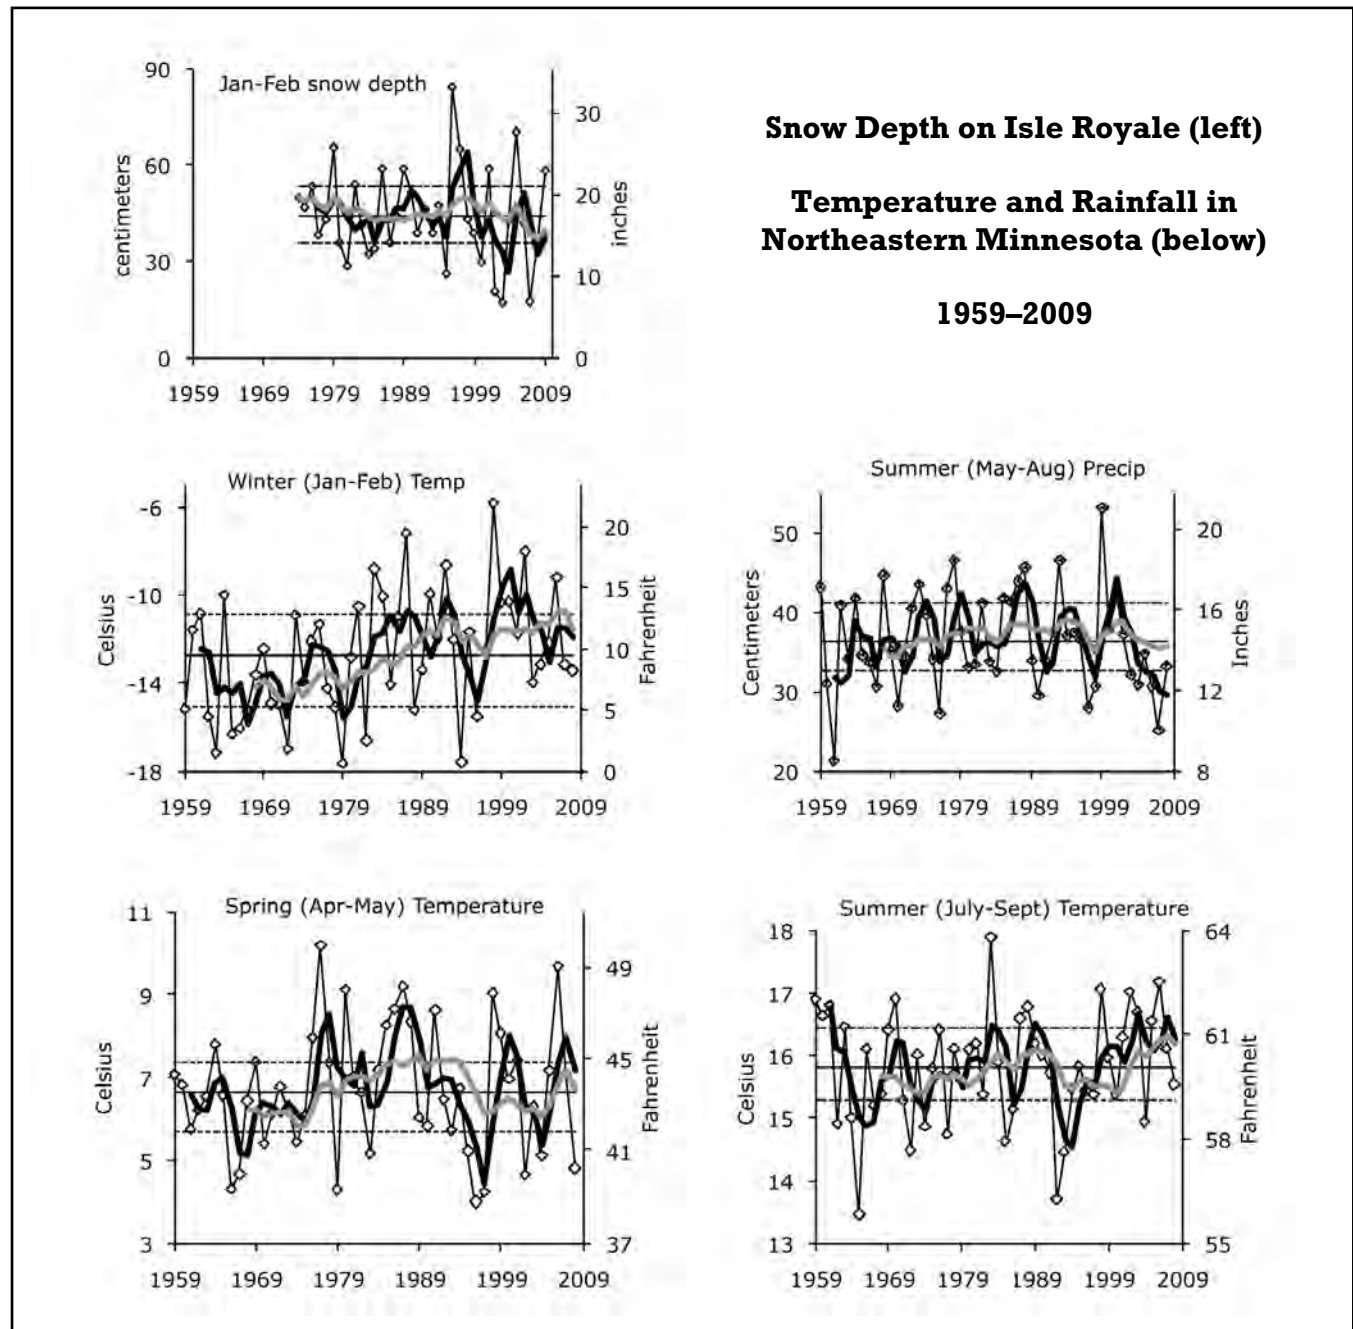 Jan-Feb snow depth
90
60
30
0
centimeters
30
20
10
0
inches
1959 1969 1979 1989 1999 2009
Snow Depth on Isle Royale (left)
Temperature and Rainfall in
Northeastern Minnesota (below)
1959–2009
Winter (Jan-Feb) Temp
-6
-10
-14
-18
Celsius
20
15
10
5
0
Fahrenheit
1959 1969 1979 1989 1999 2009
Summer (May-Aug) Precip
50
40
30
20
Centimeters
20
16
12
8
Inches
1959 1969 1979 1989 1999 2009
Spring (Apr-May) Temperature
11
9
7
5
3
Celsius
49
45
41
37
Fahrenheit
1959 1969 1979 1989 1999 2009
Summer (July-Sept) Temperature
18
17
16
15
14
13
Celsius
64
61
58
55
Fahrenheit
1959 1969 1979 1989 1999 2009